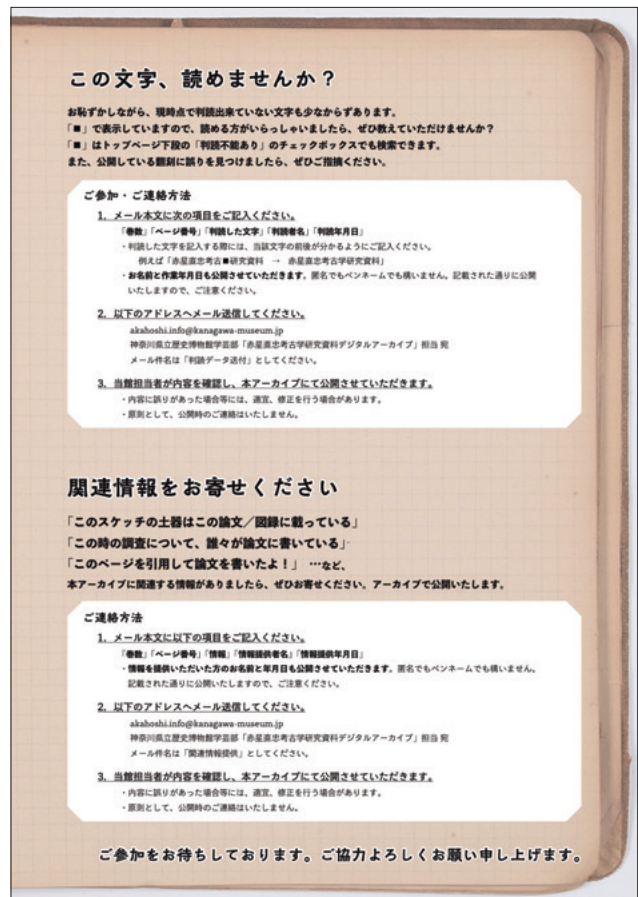 この文字、読めませんか？
お恥ずかしながら、現時点で判読出来ていない文字も少なからずあります。
「■」で表示していますので、読める方がいらっしゃいましたら、ぜひ教えていただけませんか？
「■」はトップページ下段の「判読不能あり」のチェックボックスでも検索できます。
また、公開している翻刻に誤りを見つけましたら、ぜひご指摘ください。
ご参加・ご連絡方法
1. メール本文に次の項目をご記入ください。
「巻数」「ページ番号」「判読した文字」「判読者名」「判読年月日」
・判読した文字を記入する際には、当該文字の前後が分かるようにご記入ください。
例えば「赤星直忠考古■研究資料　→　赤星直忠考古学研究資料」
・お名前と作業年月日も公開させていただきます。匿名でもペンネームでも構いません。記載された通りに公開
いたしますので、ご注意ください。
2. 以下のアドレスへメール送信してください。
akahoshi.info@kanagawa-museum.jp
神奈川県立歴史博物館学芸部「赤星直忠考古学研究資料デジタルアーカイブ」担当 宛
メール件名は「判読データ送付」としてください。
3. 当館担当者が内容を確認し、本アーカイブにて公開させていただきます。
・内容に誤りがあった場合等には、適宜、修正を行う場合があります。
・原則として、公開時のご連絡はいたしません。
関連情報をお寄せください
「このスケッチの土器はこの論文／図録に載っている」
「この時の調査について、誰々が論文に書いている」
「このページを引用して論文を書いたよ！」 …など、
本アーカイブに関連する情報がありましたら、ぜひお寄せください。アーカイブで公開いたします。
ご連絡方法
1. メール本文に以下の項目をご記入ください。
「巻数」「ページ番号」「情報」「情報提供者名」「情報提供年月日」
・情報を提供いただいた方のお名前と年月日も公開させていただきます。匿名でもペンネームでも構いません。
記載された通りに公開いたしますので、ご注意ください。
2. 以下のアドレスへメール送信してください。
akahoshi.info@kanagawa-museum.jp
神奈川県立歴史博物館学芸部「赤星直忠考古学研究資料デジタルアーカイブ」担当 宛
メール件名は「関連情報提供」としてください。
3. 当館担当者が内容を確認し、本アーカイブにて公開させていただきます。
・内容に誤りがあった場合等には、適宜、修正を行う場合があります。
・原則として、公開時のご連絡はいたしません。
ご参加をお待ちしております。ご協力よろしくお願い申し上げます。